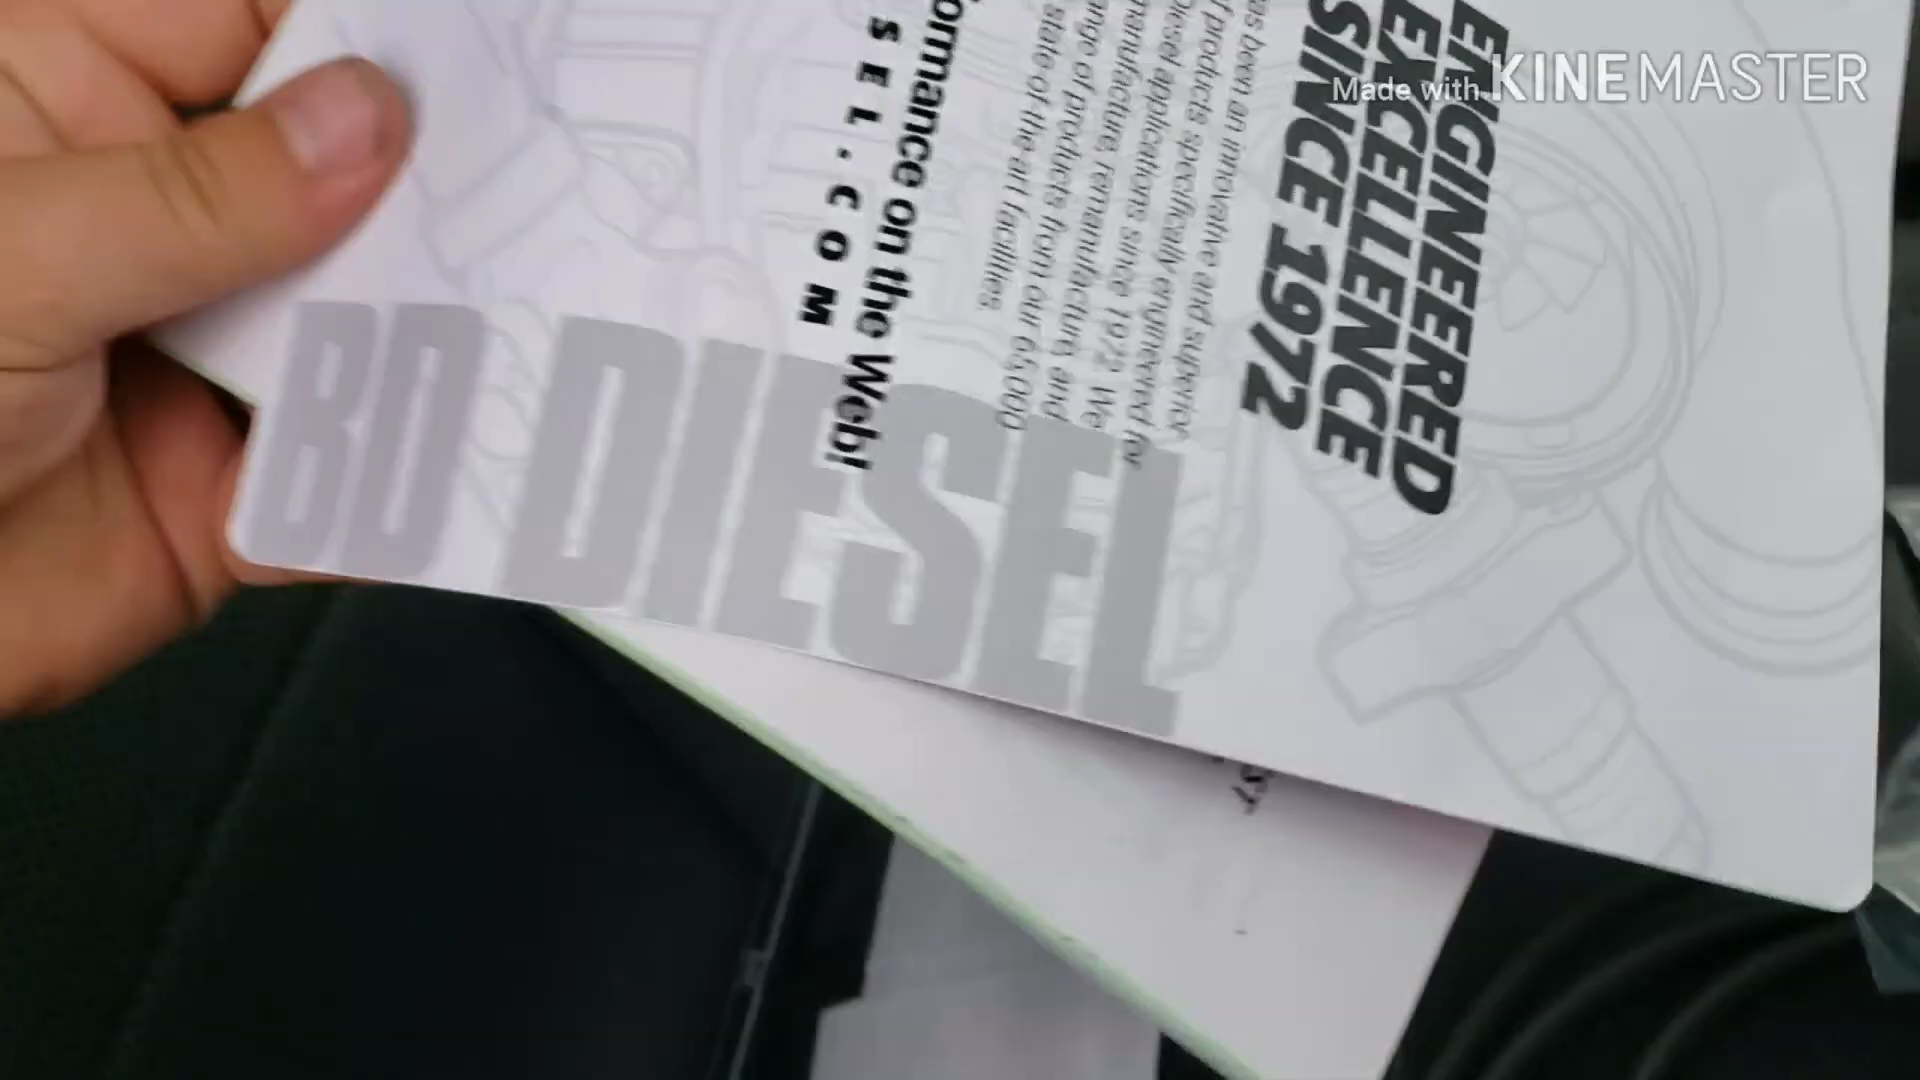 Made with KINEMASTER
ENGINEERED
EXCELLENCE
SINCE 1972
as been an innovative and superior
f products specifically engineered for
Diesel applications since 1972. We
manufacture, remanufacture, and
ange of products from our 65,000
state-of-the-art facilities.
formance on the Web!
SEL.COM
BD DIESEL